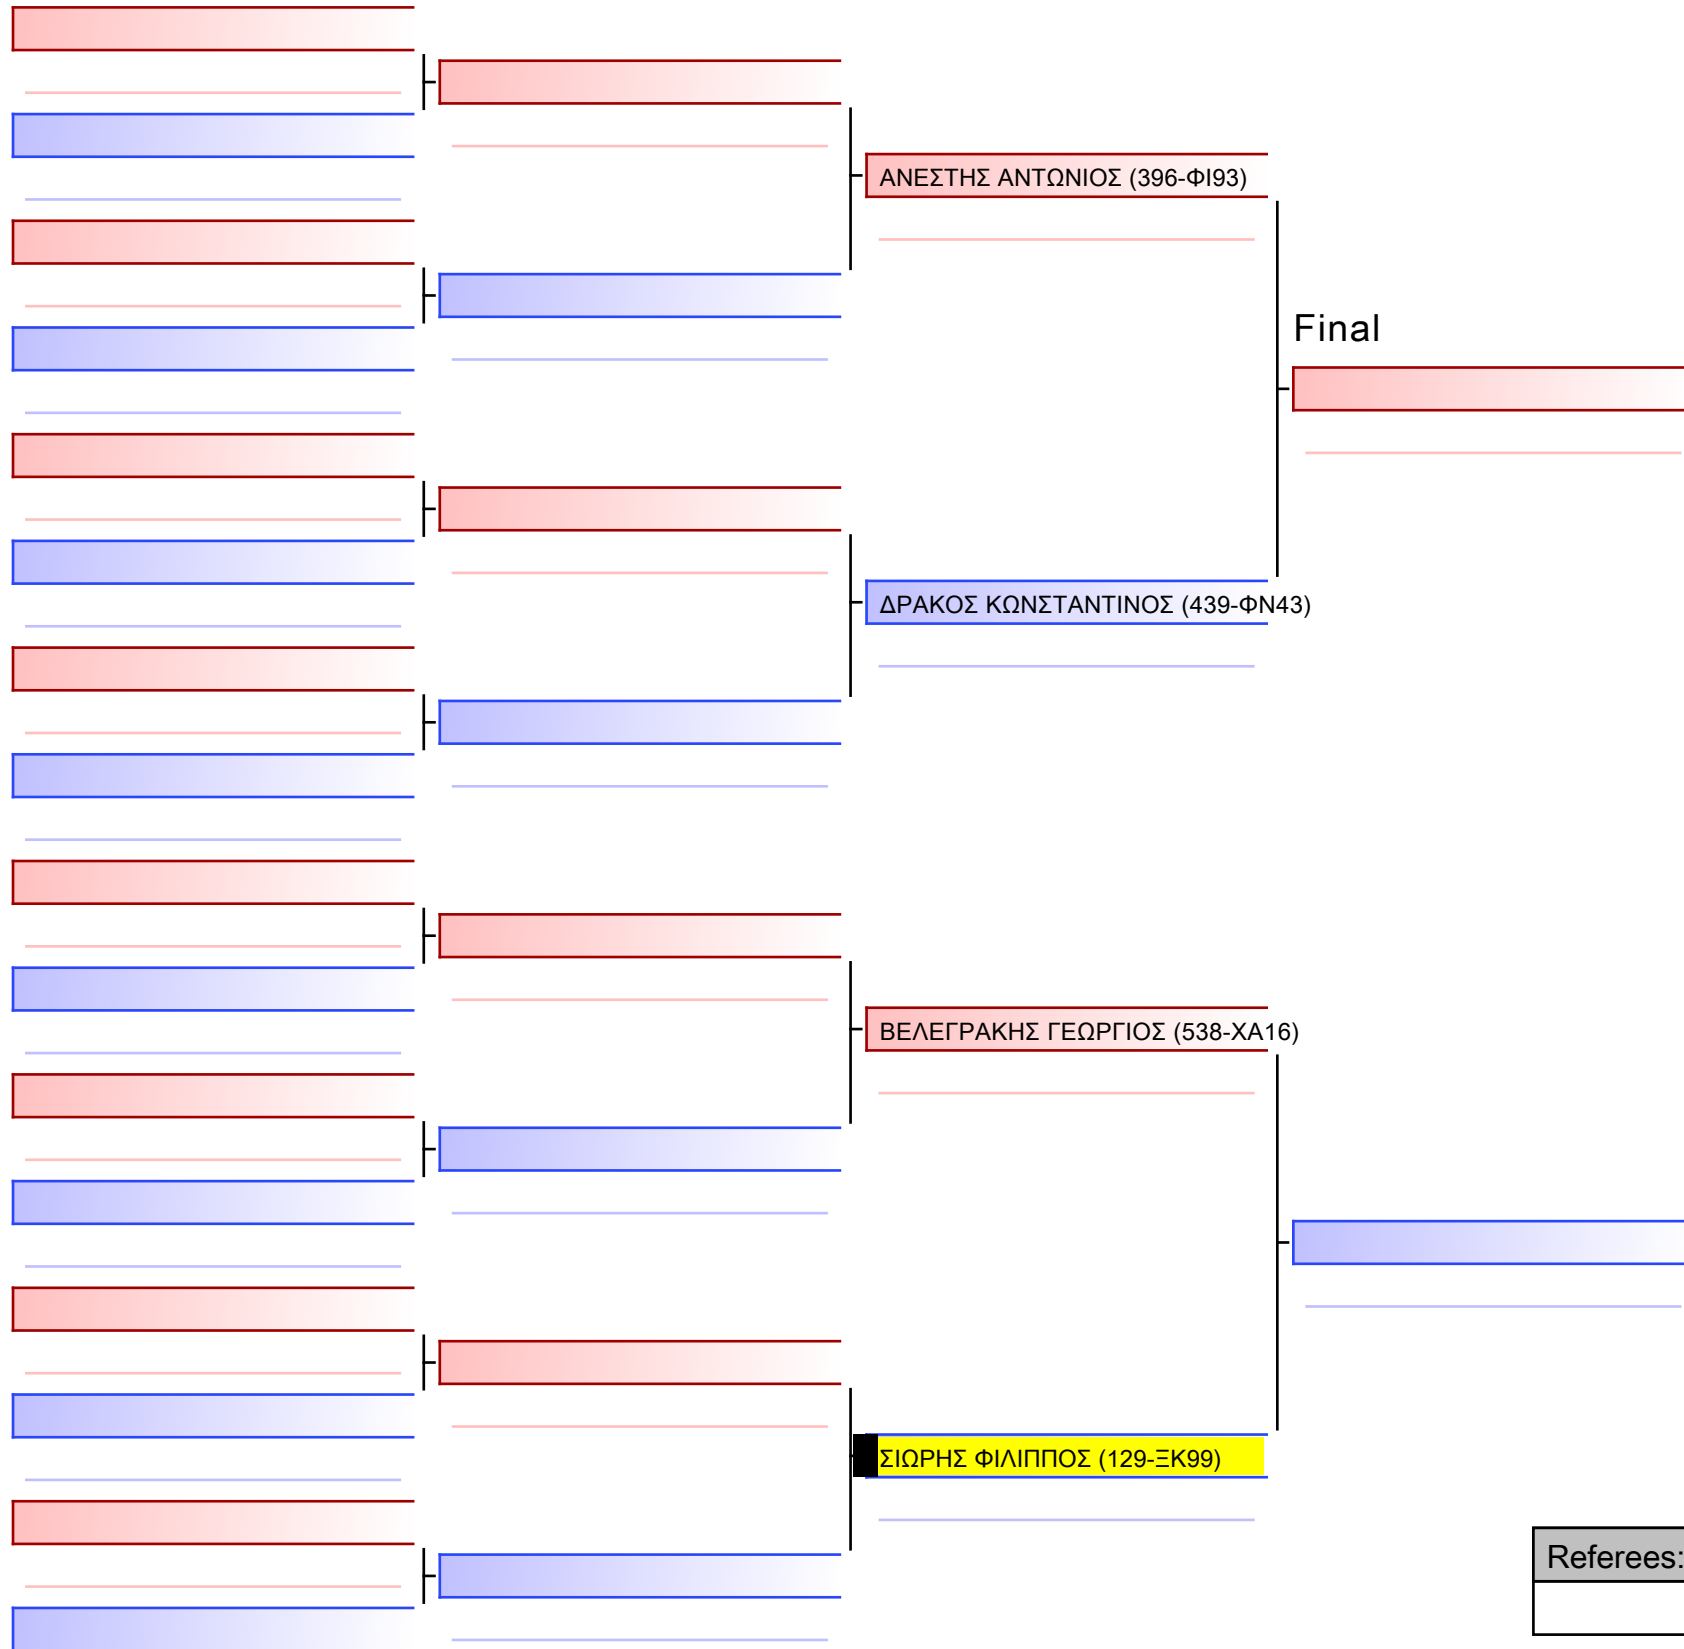 ΑΝΕΣΤΗΣ ΑΝΤΩΝΙΟΣ (396-ΦΙ93)
Final
ΔΡΑΚΟΣ ΚΩΝΣΤΑΝΤΙΝΟΣ (439-ΦΝ43)
ΒΕΛΕΓΡΑΚΗΣ ΓΕΩΡΓΙΟΣ (538-ΧΑ16)
ΣΙΩΡΗΣ ΦΙΛΙΠΠΟΣ (129-ΞΚ99)
Referees: